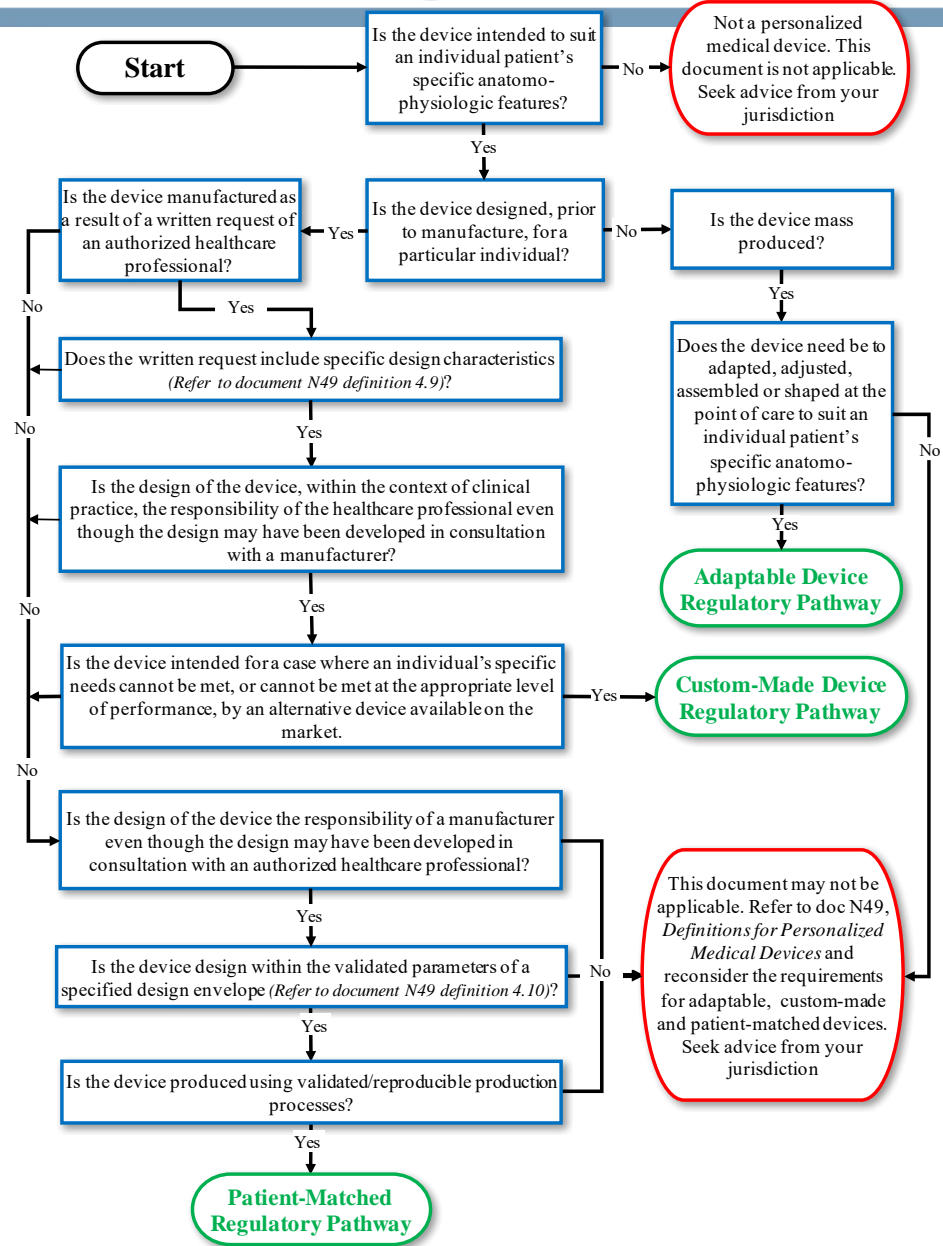 Start
Is the device intended to suit
an individual patient's
specific anatomo-
physiologic features?
No
Not a personalized
medical device. This
document is not applicable.
Seek advice from your
jurisdiction
Yes
Is the device manufactured as
a result of a written request of
an authorized healthcare
professional?
Yes
Is the device designed, prior
to manufacture, for a
particular individual?
No
Is the device mass
produced?
No
Yes
Yes
Does the written request include specific design characteristics
(Refer to document N49 definition 4.9)?
Does the device need be to
adapted, adjusted,
assembled or shaped at the
point of care to suit an
individual patient's
specific anatomo-
physiologic features?
No
No
Yes
Is the design of the device, within the context of clinical
practice, the responsibility of the healthcare professional even
though the design may have been developed in consultation
with a manufacturer?
Yes
Adaptable Device
Regulatory Pathway
No
Yes
Is the device intended for a case where an individual's specific
needs cannot be met, or cannot be met at the appropriate level
of performance, by an alternative device available on the
market.
Yes
Custom-Made Device
Regulatory Pathway
No
Is the design of the device the responsibility of a manufacturer
even though the design may have been developed in
consultation with an authorized healthcare professional?
Yes
Is the device design within the validated parameters of a
specified design envelope (Refer to document N49 definition 4.10)?
No
This document may not be
applicable. Refer to doc N49,
Definitions for Personalized
Medical Devices and
reconsider the requirements
for adaptable, custom-made
and patient-matched devices.
Seek advice from your
jurisdiction
Yes
Is the device produced using validated/reproducible production
processes?
Yes
Patient-Matched
Regulatory Pathway